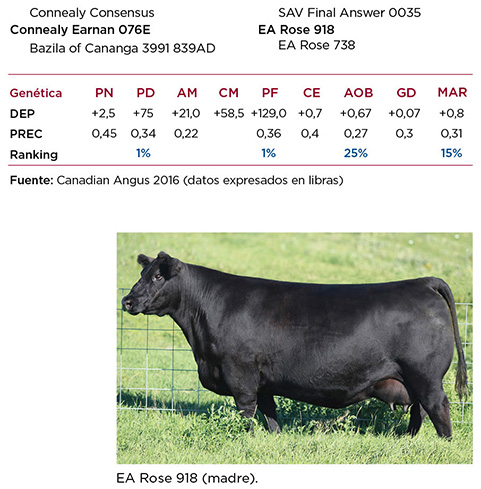 Connealy Consensus SAV Final Answer 0035
Connealy Earnan 076E EA Rose 918
Bazila of Cananga 3991 839AD EA Rose 738
Genética PN PD AM CM PF CE AOB GD MAR
DEP +2,5 +75 +21,0 +58,5 +129,0 +0,7 +0,67 +0,07 +0,8
PREC 0,45 0,34 0,22 0,36 0,4 0,27 0,3 0,31
Ranking 1% 1% 25% 15%
Fuente: Canadian Angus 2016 (datos expresados en libras)
EA Rose 918 (madre).